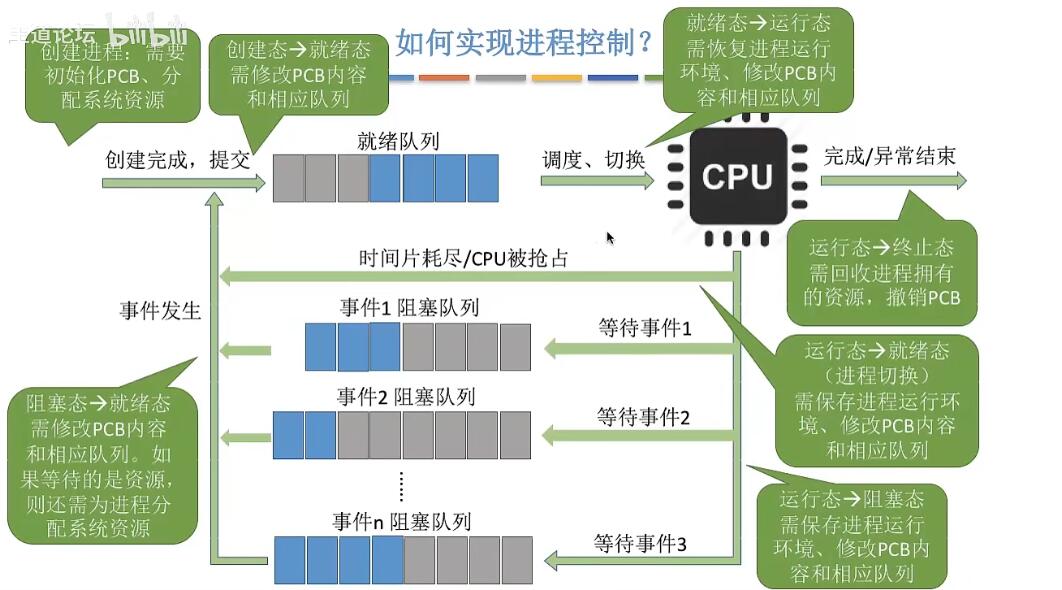 王道论坛 bilibili
创建进程：需要
初始化PCB、分
配系统资源
创建态→就绪态
需修改PCB内容
和相应队列
如何实现进程控制？
就绪态→运行态
需恢复进程运行
环境、修改PCB内
容和相应队列
创建完成，提交
就绪队列
调度、切换
CPU
完成/异常结束
运行态→终止态
需回收进程拥有
的资源，撤销PCB
时间片耗尽/CPU被抢占
事件发生
事件1 阻塞队列
等待事件1
运行态→就绪态
（进程切换）
需保存进程运行环
境、修改PCB内容
和相应队列
事件2 阻塞队列
等待事件2
阻塞态→就绪态
需修改PCB内容
和相应队列。如
果等待的是资源，
则还需为进程分
配系统资源
事件n 阻塞队列
等待事件3
运行态→阻塞态
需保存进程运行
环境、修改PCB内
容和相应队列